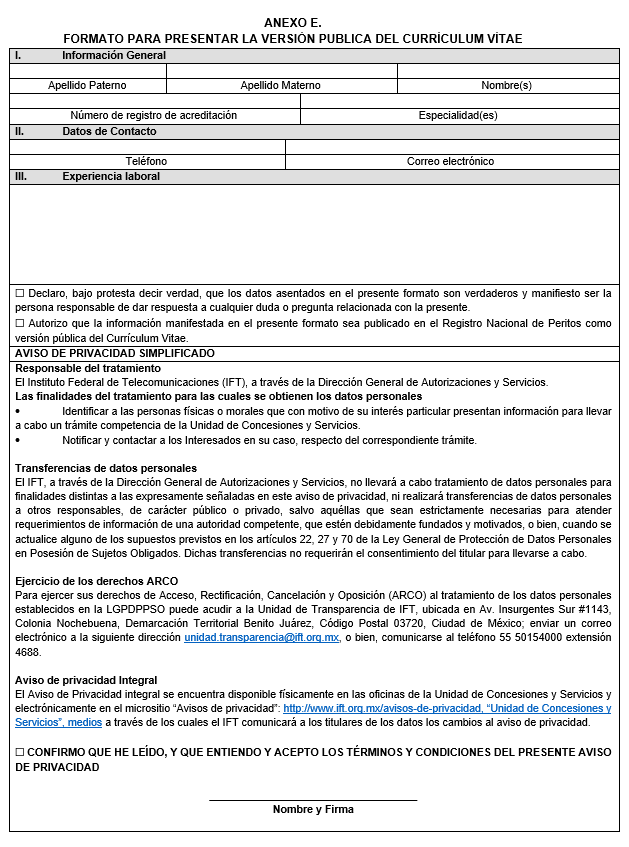 ANEXO E.
FORMATO PARA PRESENTAR LA VERSIÓN PUBLICA DEL CURRÍCULUM VÍTAE
I. Información General
Apellido Paterno Apellido Materno Nombre(s)
Número de registro de acreditación Especialidad(es)
II. Datos de Contacto
Teléfono Correo electrónico
III. Experiencia laboral
☐ Declaro, bajo protesta decir verdad, que los datos asentados en el presente formato son verdaderos y manifiesto ser la
persona responsable de dar respuesta a cualquier duda o pregunta relacionada con la presente.
☐ Autorizo que la información manifestada en el presente formato sea publicado en el Registro Nacional de Peritos como
versión pública del Currículum Vitae.
AVISO DE PRIVACIDAD SIMPLIFICADO
Responsable del tratamiento
El Instituto Federal de Telecomunicaciones (IFT), a través de la Dirección General de Autorizaciones y Servicios.
Las finalidades del tratamiento para las cuales se obtienen los datos personales
• Identificar a las personas físicas o morales que con motivo de su interés particular presentan información para llevar
a cabo un trámite competencia de la Unidad de Concesiones y Servicios.
• Notificar y contactar a los Interesados en su caso, respecto del correspondiente trámite.
Transferencias de datos personales
El IFT, a través de la Dirección General de Autorizaciones y Servicios, no llevará a cabo tratamiento de datos personales para
finalidades distintas a las expresamente señaladas en este aviso de privacidad, ni realizará transferencias de datos personales
a otros responsables, de carácter público o privado, salvo aquéllas que sean estrictamente necesarias para atender
requerimientos de información de una autoridad competente, que estén debidamente fundados y motivados, o bien, cuando se
actualice alguno de los supuestos previstos en los artículos 22, 27 y 70 de la Ley General de Protección de Datos Personales
en Posesión de Sujetos Obligados. Dichas transferencias no requerirán el consentimiento del titular para llevarse a cabo.
Ejercicio de los derechos ARCO
Para ejercer sus derechos de Acceso, Rectificación, Cancelación y Oposición (ARCO) al tratamiento de los datos personales
establecidos en la LGPDPPSO puede acudir a la Unidad de Transparencia de IFT, ubicada en Av. Insurgentes Sur #1143,
Colonia Nochebuena, Demarcación Territorial Benito Juárez, Código Postal 03720, Ciudad de México; enviar un correo
electrónico a la siguiente dirección unidad.transparencia@ift.org.mx, o bien, comunicarse al teléfono 55 50154000 extensión
4688.
Aviso de privacidad Integral
El Aviso de Privacidad integral se encuentra disponible físicamente en las oficinas de la Unidad de Concesiones y Servicios y
electrónicamente en el micrositio “Avisos de privacidad”: http://www.ift.org.mx/avisos-de-privacidad, “Unidad de Concesiones y
Servicios”, medios a través de los cuales el IFT comunicará a los titulares de los datos los cambios al aviso de privacidad.
☐ CONFIRMO QUE HE LEÍDO, Y QUE ENTIENDO Y ACEPTO LOS TÉRMINOS Y CONDICIONES DEL PRESENTE AVISO
DE PRIVACIDAD
Nombre y Firma